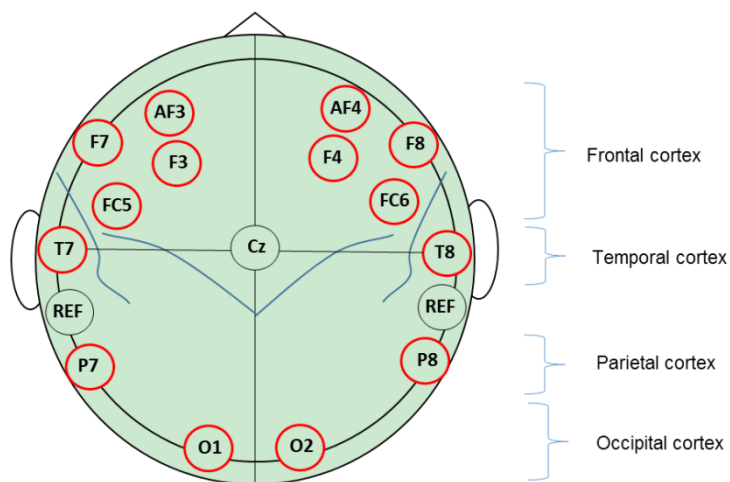 AF3
AF4
F7
F8
F3
F4
Frontal cortex
FC5
FC6
T7
Cz
T8
Temporal cortex
REF
REF
P7
P8
Parietal cortex
O1
O2
Occipital cortex